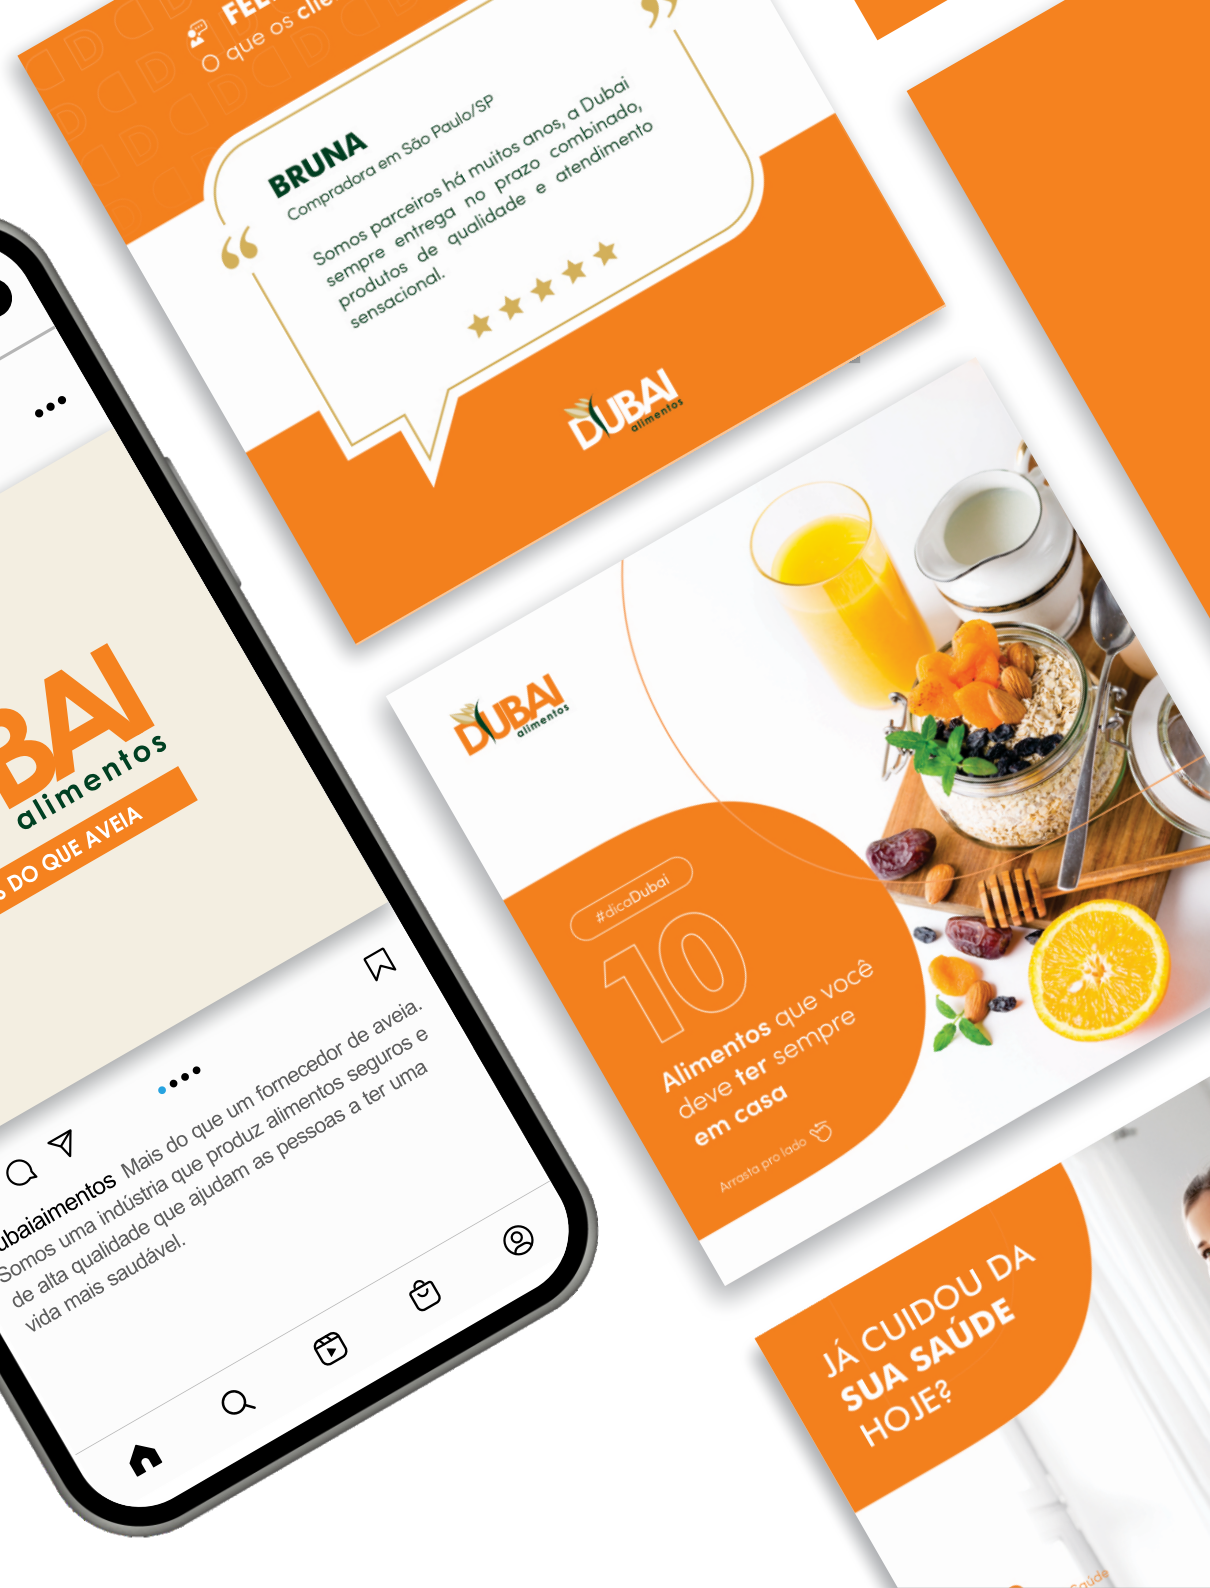 O que os
BRUNA
Compradora em São Paulo/SP
Somos parceiros há muitos anos, a Dubai
sempre entrega no prazo combinado,
produtos de qualidade e atendimento
sensacional.
DUBAI
alimentos
BAI
alimentos
DO QUE AVEIA
ubaiaimentos Mais do que um fornecedor de aveia.
Somos uma indústria que produz alimentos seguros e
de alta qualidade que ajudam as pessoas a ter uma
vida mais saudável.
DUBAI
alimentos
#dicaDubai
10
Alimentos que você
deve ter sempre
em casa
Arrasta pro lado
JÁ CUIDOU DA
SUA SAÚDE
HOJE?